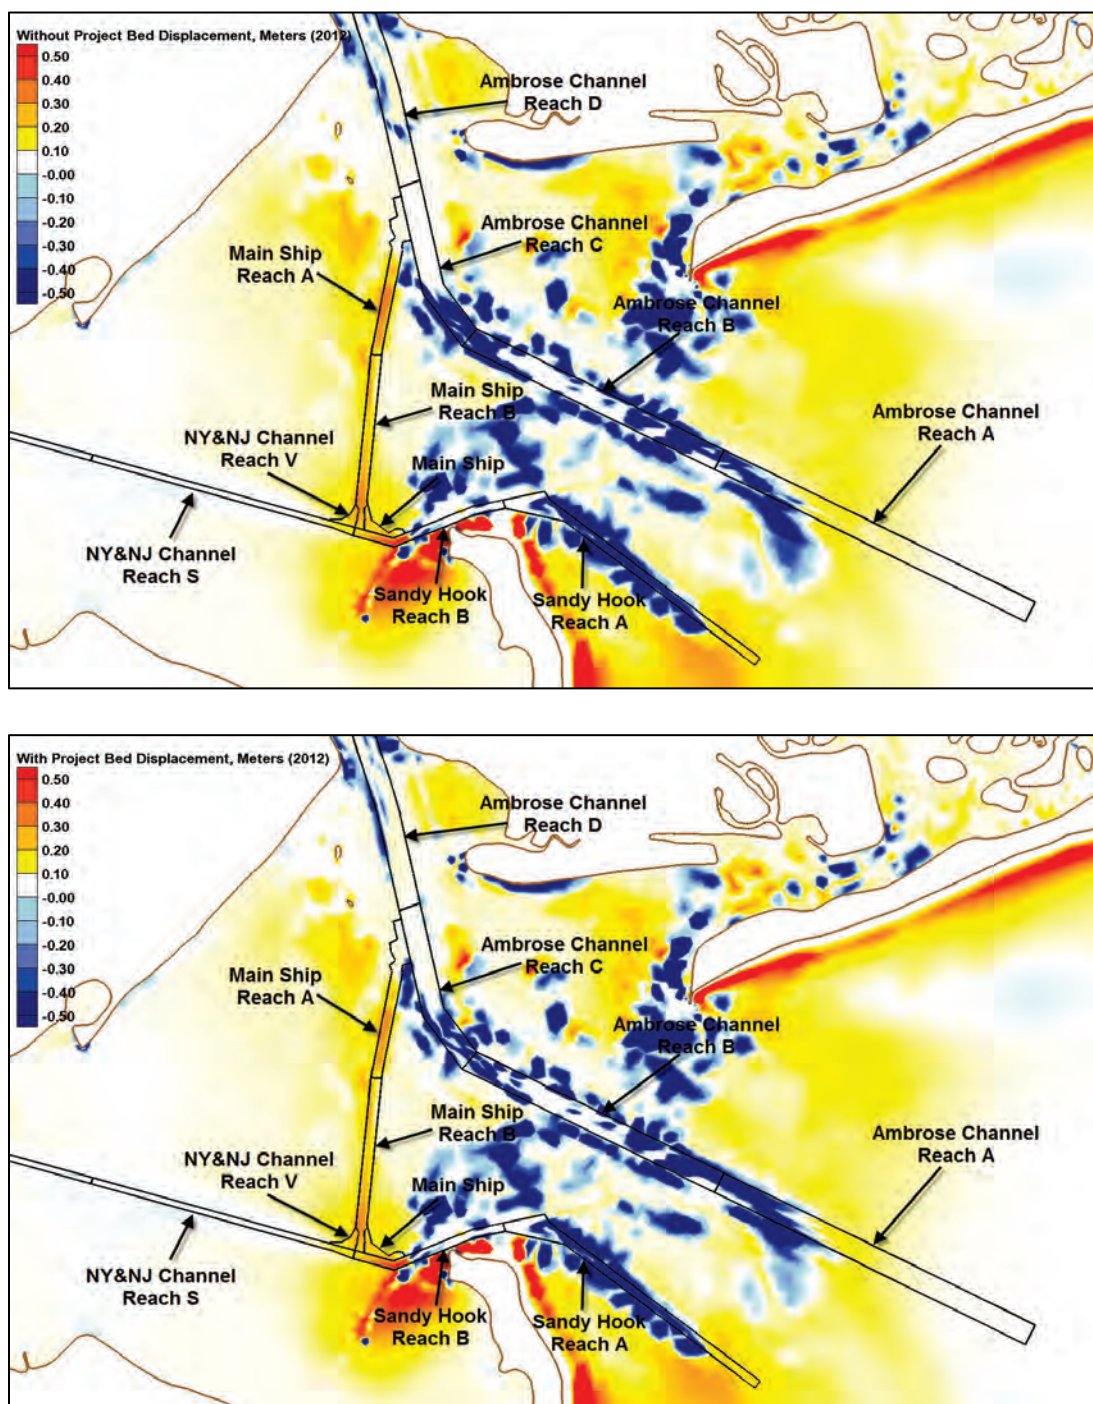 Without Project Bed Displacement, Meters (2012)
0.50
0.40
0.30
0.20
0.10
-0.00
-0.10
-0.20
-0.30
-0.40
-0.50
Ambrose Channel
Reach D
Ambrose Channel
Reach C
Main Ship
Reach A
Ambrose Channel
Reach B
Main Ship
Reach B
Ambrose Channel
Reach A
NY&NJ Channel
Reach V
Main Ship
NY&NJ Channel
Reach S
Sandy Hook
Reach B
Sandy Hook
Reach A
With Project Bed Displacement, Meters (2012)
0.50
0.40
0.30
0.20
0.10
-0.00
-0.10
-0.20
-0.30
-0.40
-0.50
Ambrose Channel
Reach D
Ambrose Channel
Reach C
Main Ship
Reach A
Ambrose Channel
Reach B
Main Ship
Reach B
Ambrose Channel
Reach A
NY&NJ Channel
Reach V
Main Ship
NY&NJ Channel
Reach S
Sandy Hook
Reach B
Sandy Hook
Reach A